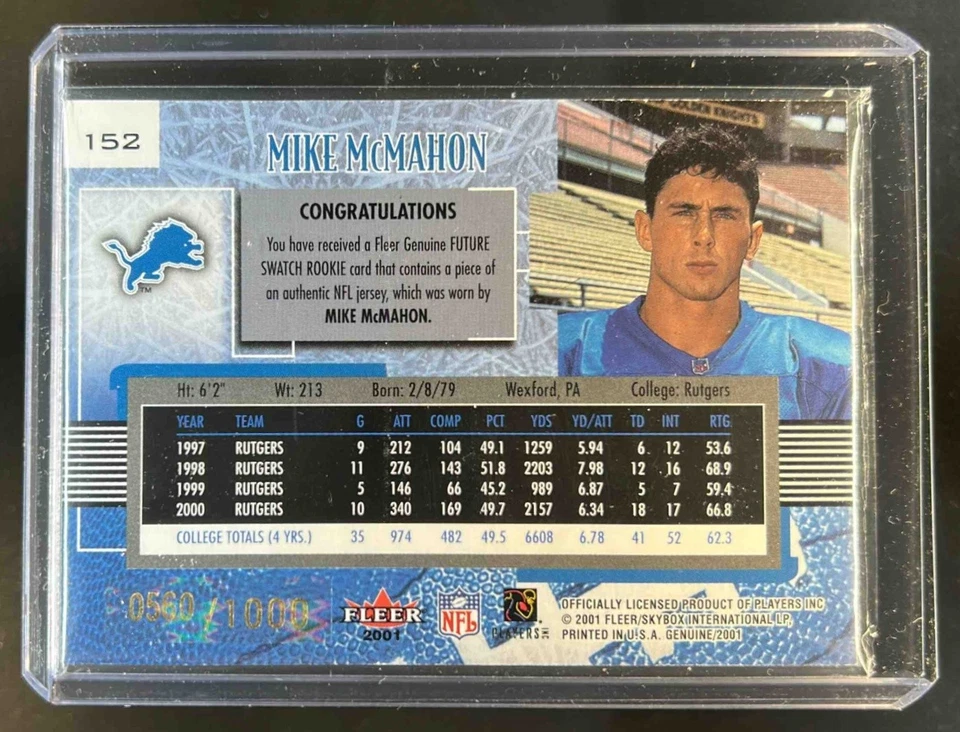 152
MIKE McMAHON
GOLDEN KNIGHTS
CONGRATULATIONS
You have received a Fleer Genuine FUTURE
SWATCH ROOKIE card that contains a piece of
an authentic NFL jersey, which was worn by
MIKE McMAHON.
TM
Ht: 6'2" Wt: 213 Born: 2/8/79 Wexford, PA College: Rutgers
YEAR TEAM G ATT COMP PCT YDS YD/ATT TD INT RTG
1997 RUTGERS 9 212 104 49.1 1259 5.94 6 12 53.6
1998 RUTGERS 11 276 143 51.8 2203 7.98 12 16 68.9
1999 RUTGERS 5 146 66 45.2 989 6.87 5 7 59.4
2000 RUTGERS 10 340 169 49.7 2157 6.34 18 17 66.8
COLLEGE TOTALS (4 YRS.) 35 974 482 49.5 6608 6.78 41 52 62.3
0560 /1000
FLEER
2001
NFL
PLAYERS INC
OFFICIALLY LICENSED PRODUCT OF PLAYERS INC
© 2001 FLEER/SKYBOX INTERNATIONAL LP,
PRINTED IN U.S.A. GENUINE/2001